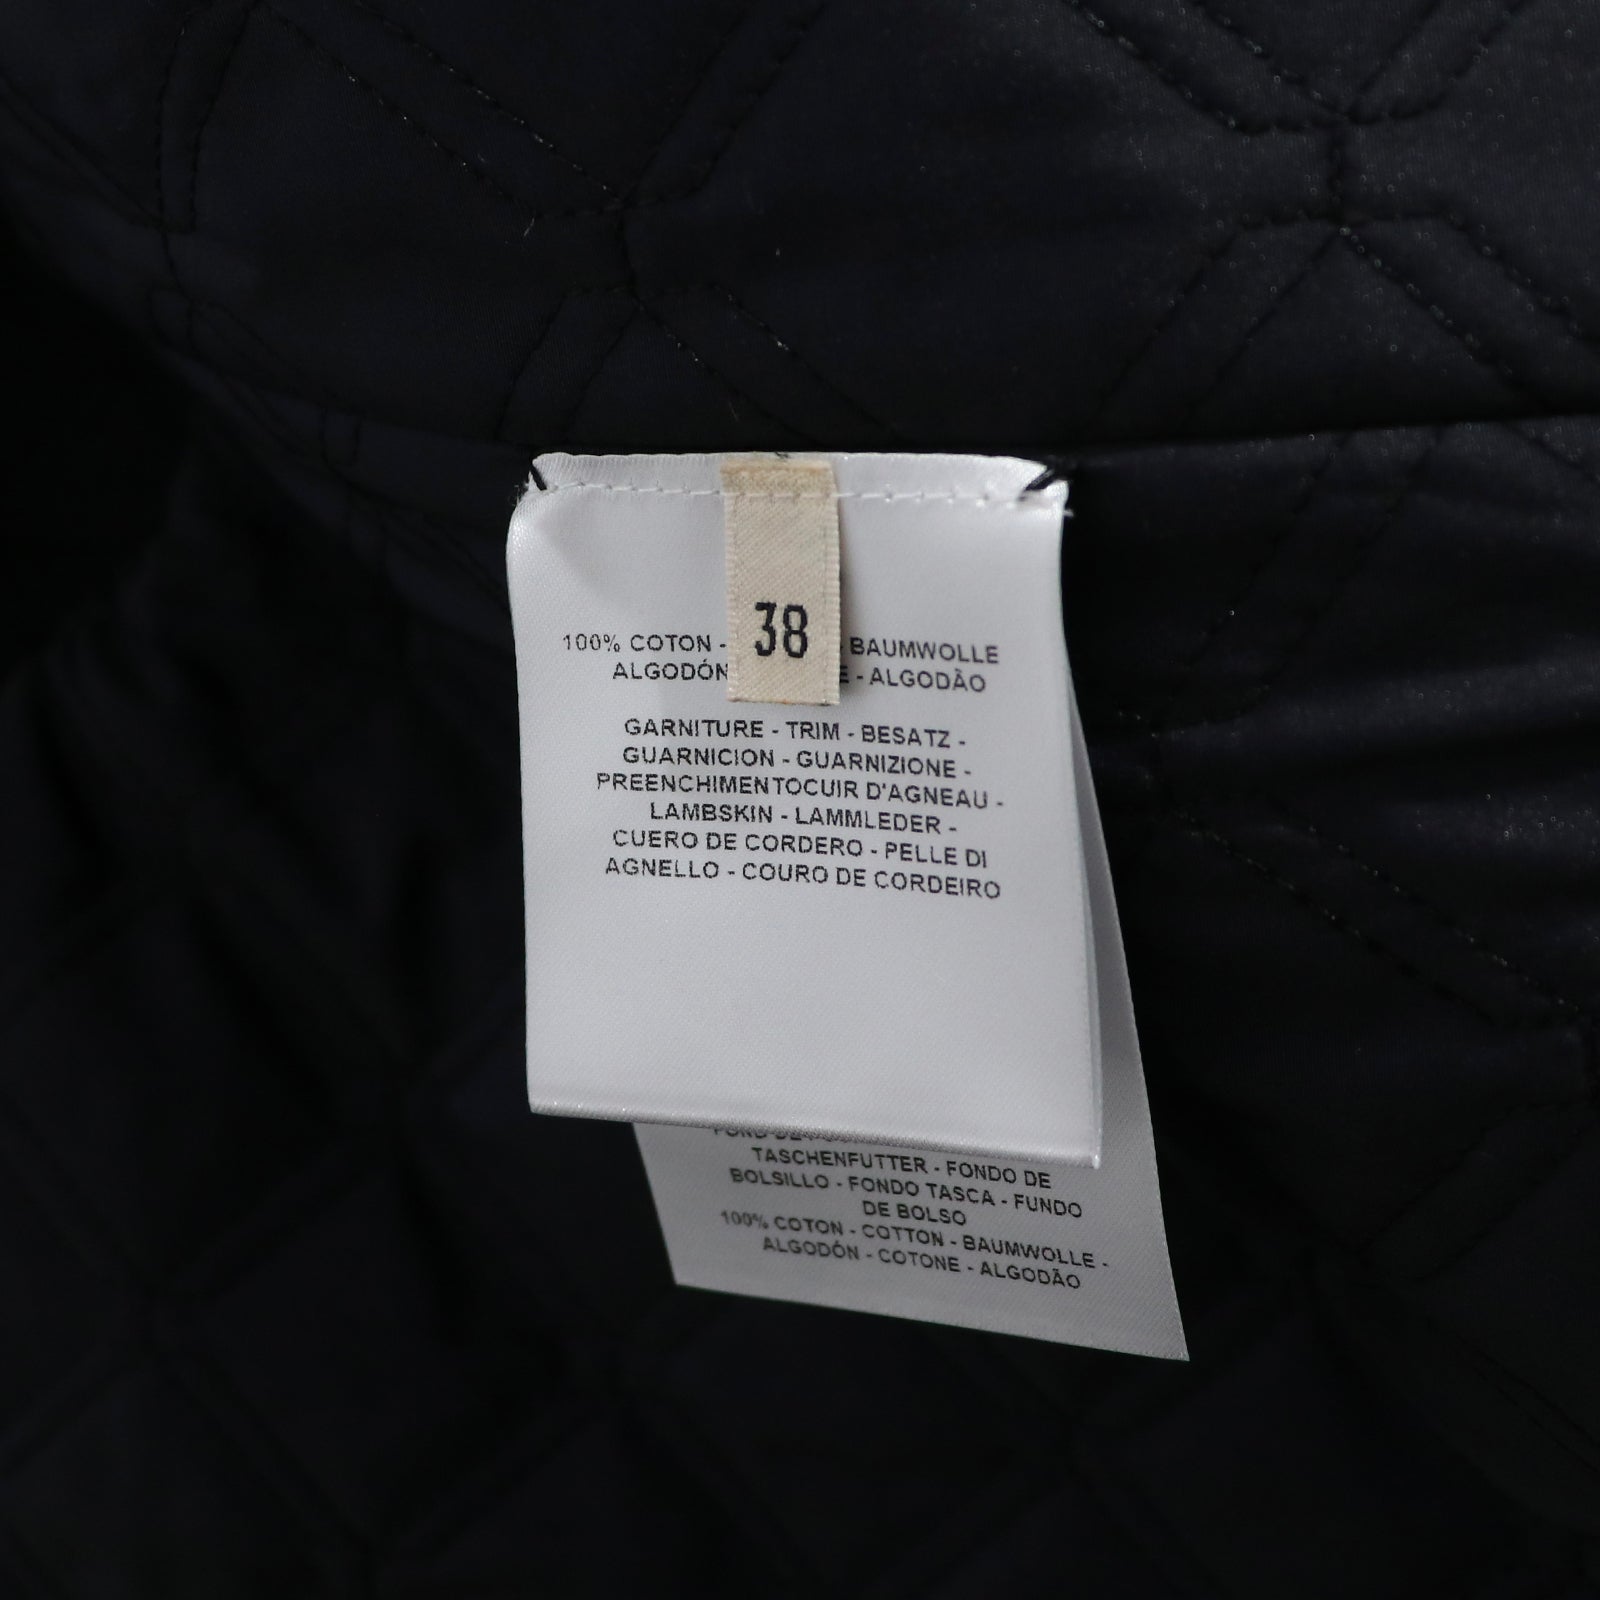 38
100% COTON - BAUMWOLLE
ALGODÓN - ALGODÃO
GARNITURE - TRIM - BESATZ -
GUARNICION - GUARNIZIONE -
PREENCHIMENTOCUIR D'AGNEAU -
LAMBSKIN - LAMMLEDER -
CUERO DE CORDERO - PELLE DI
AGNELLO - COURO DE CORDEIRO
TASCHENFUTTER - FONDO DE
BOLSILLO - FONDO TASCA - FUNDO
DE BOLSO
100% COTON - COTTON - BAUMWOLLE -
ALGODÓN - COTONE - ALGODÃO